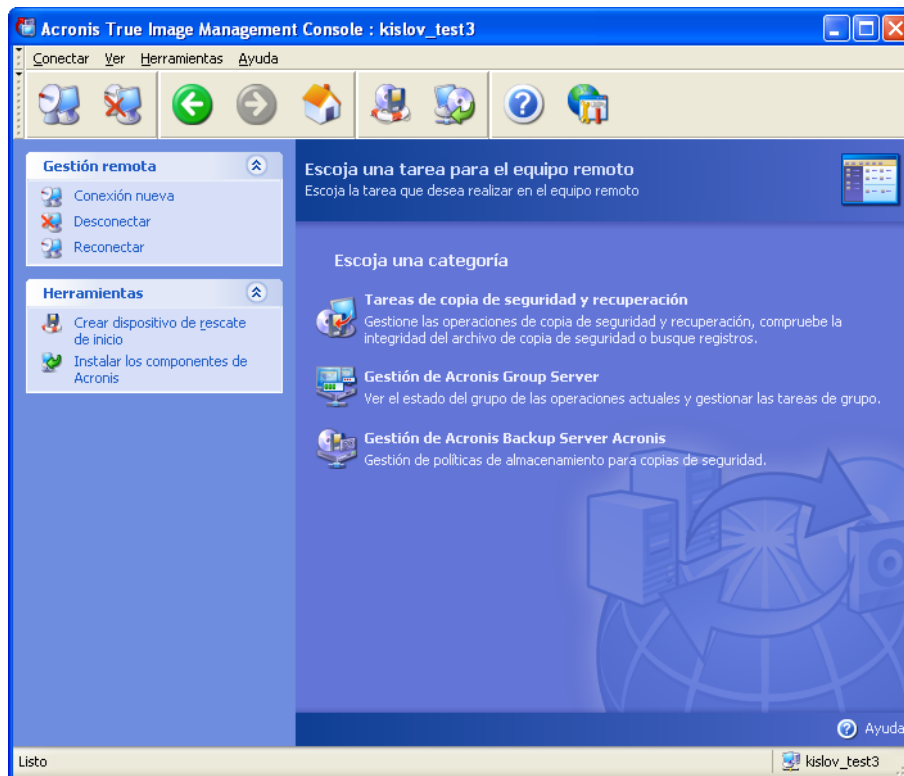 Acronis True Image Management Console : kislov_test3
Conectar Ver Herramientas Ayuda
Gestión remota
Conexión nueva
Desconectar
Reconectar
Herramientas
Crear dispositivo de rescate
de inicio
Instalar los componentes de
Acronis
Escoja una tarea para el equipo remoto
Escoja la tarea que desea realizar en el equipo remoto
Escoja una categoría
Tareas de copia de seguridad y recuperación
Gestione las operaciones de copia de seguridad y recuperación, compruebe la
integridad del archivo de copia de seguridad o busque registros.
Gestión de Acronis Group Server
Ver el estado del grupo de las operaciones actuales y gestionar las tareas de grupo.
Gestión de Acronis Backup Server Acronis
Gestión de políticas de almacenamiento para copias de seguridad.
Ayuda
Listo
kislov_test3